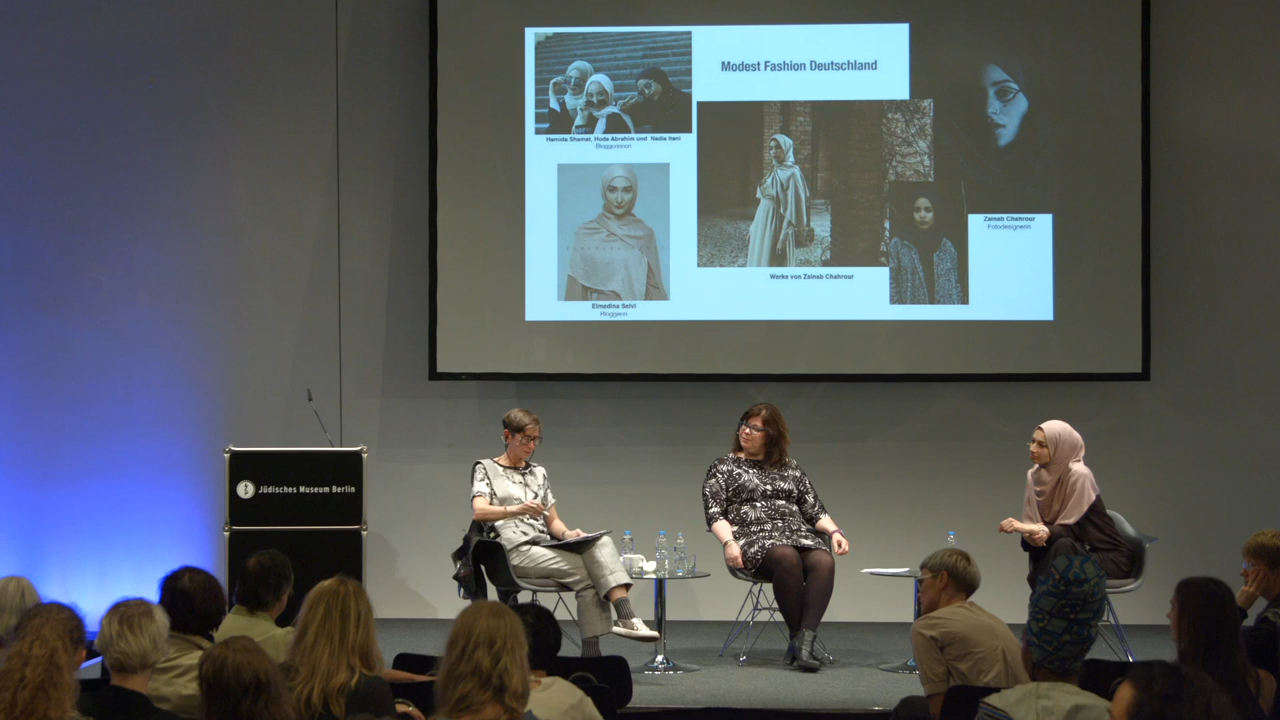 Modest Fashion Deutschland
Hamida Shamat, Hoda Abrahim und Nadia Itani
Bloggerinnen
Zainab Chahrour
Fotodesignerin
Werke von Zainab Chahrour
Elmedina Selvi
Bloggerin
Jüdisches Museum Berlin